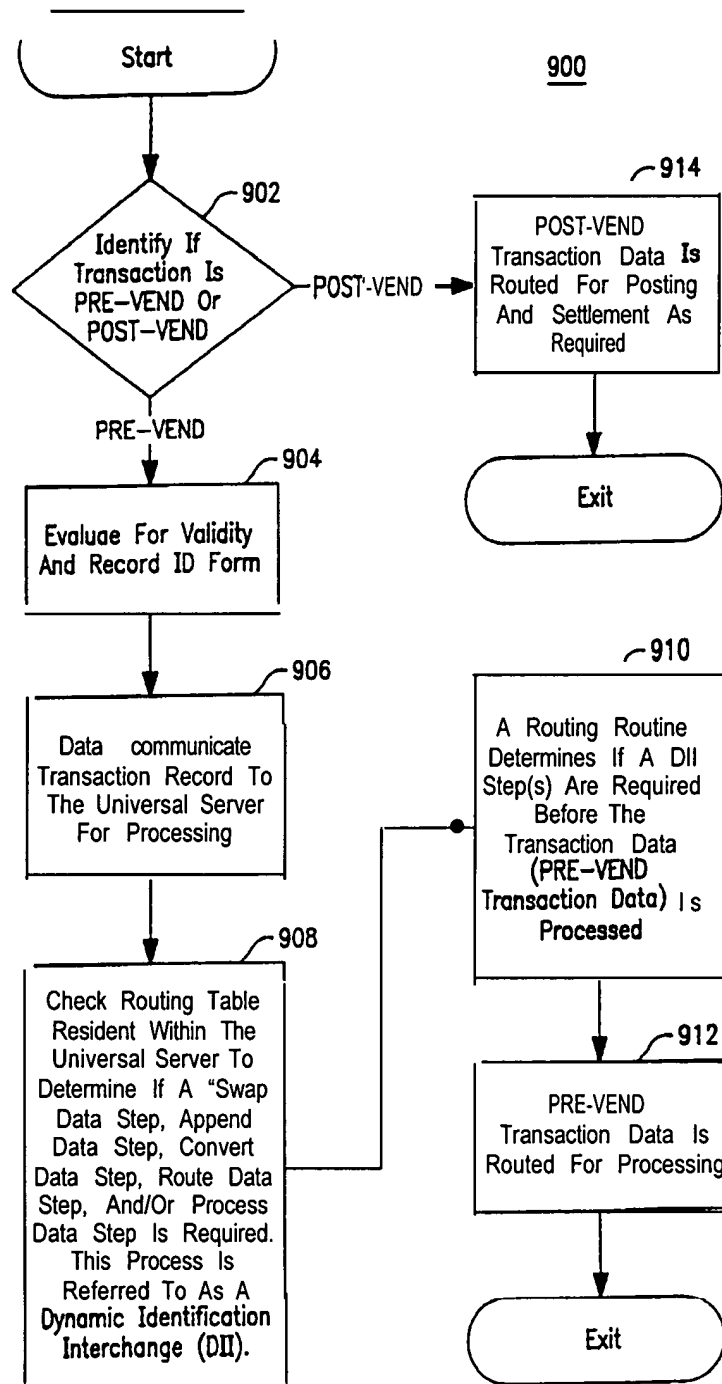 Start
900
902
Identify If
Transaction Is
PRE-VEND Or
POST-VEND
POST'-VEND
914
POST-VEND
Transaction Data Is
Routed For Posting
And Settlement As
Required
Exit
PRE-VEND
904
Evaluae For Validity
And Record ID Form
906
Data communicate
Transaction Record To
The Universal Server
For Processing
908
Check Routing Table
Resident Within The
Universal Server To
Determine If A “Swap
Data Step, Append
Data Step, Convert
Data Step, Route Data
Step, And/Or Process
Data Step Is Required.
This Process Is
Referred To As A
Dynamic Identification
Interchange (DII).
910
A Routing Routine
Determines If A DII
Step(s) Are Required
Before The
Transaction Data
(PRE-VEND
Transaction Data) Is
Processed
912
PRE-VEND
Transaction Data Is
Routed For Processing
Exit